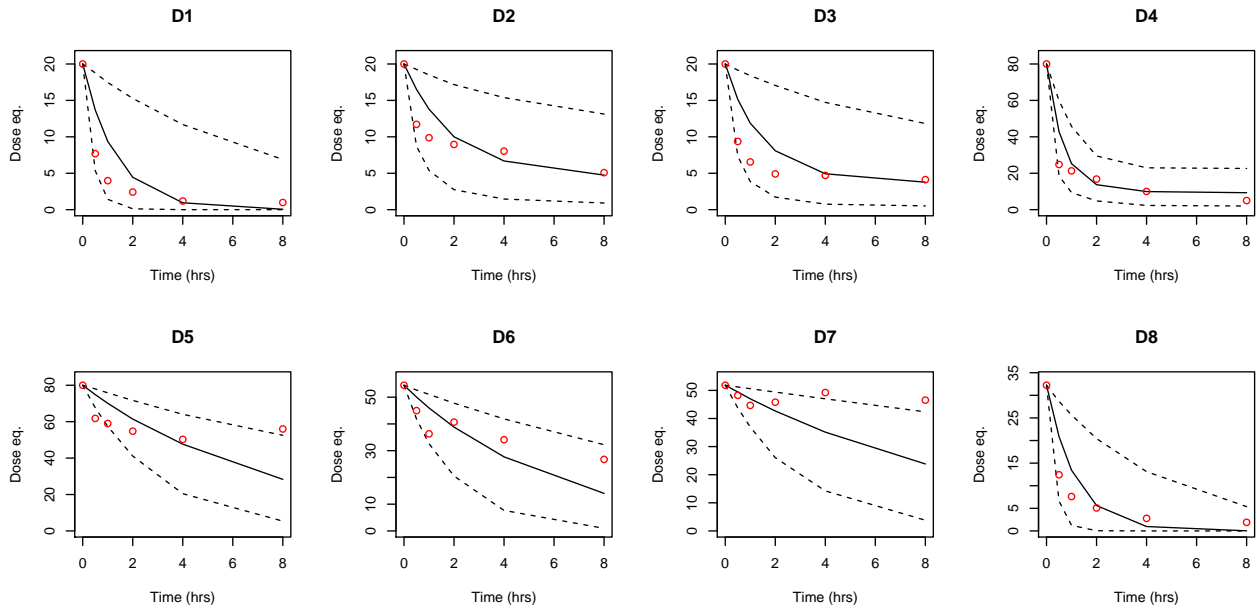 D1
D2
D3
D4
Dose eq.
0 5 10 15 20
0 2 4 6 8
Time (hrs)
Dose eq.
0 5 10 15 20
0 2 4 6 8
Time (hrs)
Dose eq.
0 5 10 15 20
0 2 4 6 8
Time (hrs)
Dose eq.
0 20 40 60 80
0 2 4 6 8
Time (hrs)
D5
D6
D7
D8
Dose eq.
0 20 40 60 80
0 2 4 6 8
Time (hrs)
Dose eq.
0 10 30 50
0 2 4 6 8
Time (hrs)
Dose eq.
0 10 20 30 40 50
0 2 4 6 8
Time (hrs)
Dose eq.
0 5 15 25 35
0 2 4 6 8
Time (hrs)